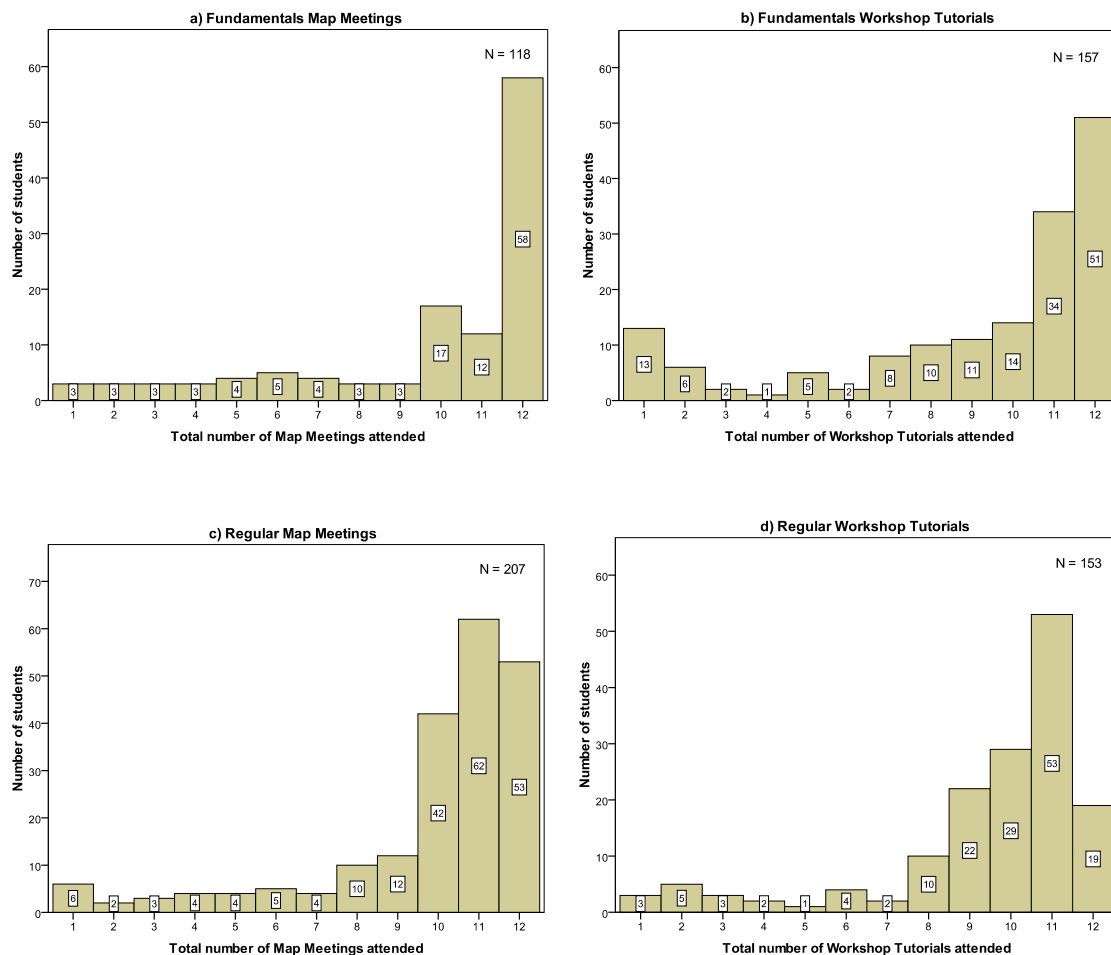 a) Fundamentals Map Meetings
N = 118
Number of students
60
50
40
30
20
10
0
3 3 3 3 4 5 4 3 3 17 12 58
1 2 3 4 5 6 7 8 9 10 11 12
Total number of Map Meetings attended
b) Fundamentals Workshop Tutorials
N = 157
Number of students
60
50
40
30
20
10
0
13 6 2 1 5 2 8 10 11 14 34 51
1 2 3 4 5 6 7 8 9 10 11 12
Total number of Workshop Tutorials attended
c) Regular Map Meetings
N = 207
Number of students
70
60
50
40
30
20
10
0
6 2 3 4 4 5 4 10 12 42 62 53
1 2 3 4 5 6 7 8 9 10 11 12
Total number of Map Meetings attended
d) Regular Workshop Tutorials
N = 153
Number of students
60
50
40
30
20
10
0
3 5 3 2 1 4 2 10 22 29 53 19
1 2 3 4 5 6 7 8 9 10 11 12
Total number of Workshop Tutorials attended